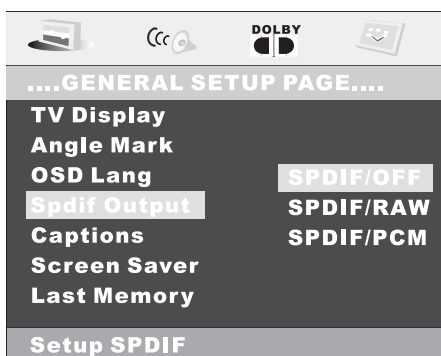 DOLBY
....GENERAL SETUP PAGE....
TV Display
Angle Mark
OSD Lang SPDIF/OFF
Spdif Output SPDIF/RAW
Captions SPDIF/PCM
Screen Saver
Last Memory
Setup SPDIF